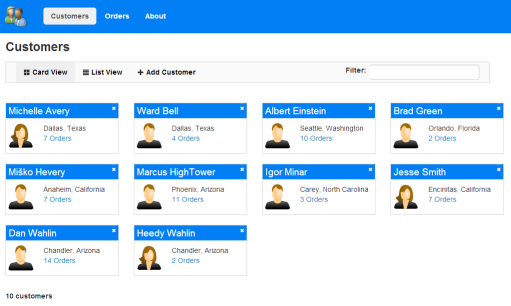 Customers Orders About
Customers
Card View List View + Add Customer Filter:
Michelle Avery Ward Bell Albert Einstein Brad Green
Dallas, Texas Dallas, Texas Seattle, Washington Orlando, Florida
7 Orders 4 Orders 10 Orders 2 Orders
Miško Hevery Marcus HighTower Igor Minar Jesse Smith
Anaheim, California Phoenix, Arizona Carey, North Carolina Encinitas, California
7 Orders 11 Orders 3 Orders 7 Orders
Dan Wahlin Heedy Wahlin
Chandler, Arizona Chandler, Arizona
14 Orders 2 Orders
10 customers